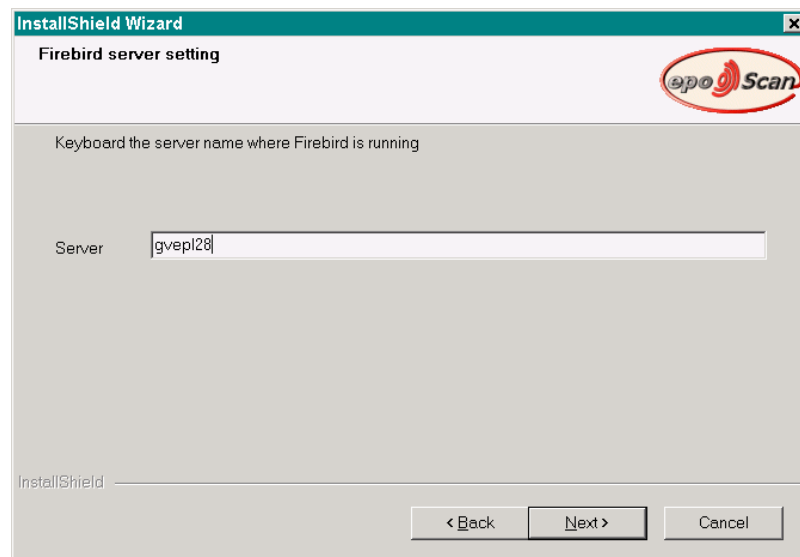 InstallShield Wizard
Firebird server setting
epo Scan
Keyboard the server name where Firebird is running
Server gvepl28
InstallShield
< Back Next > Cancel